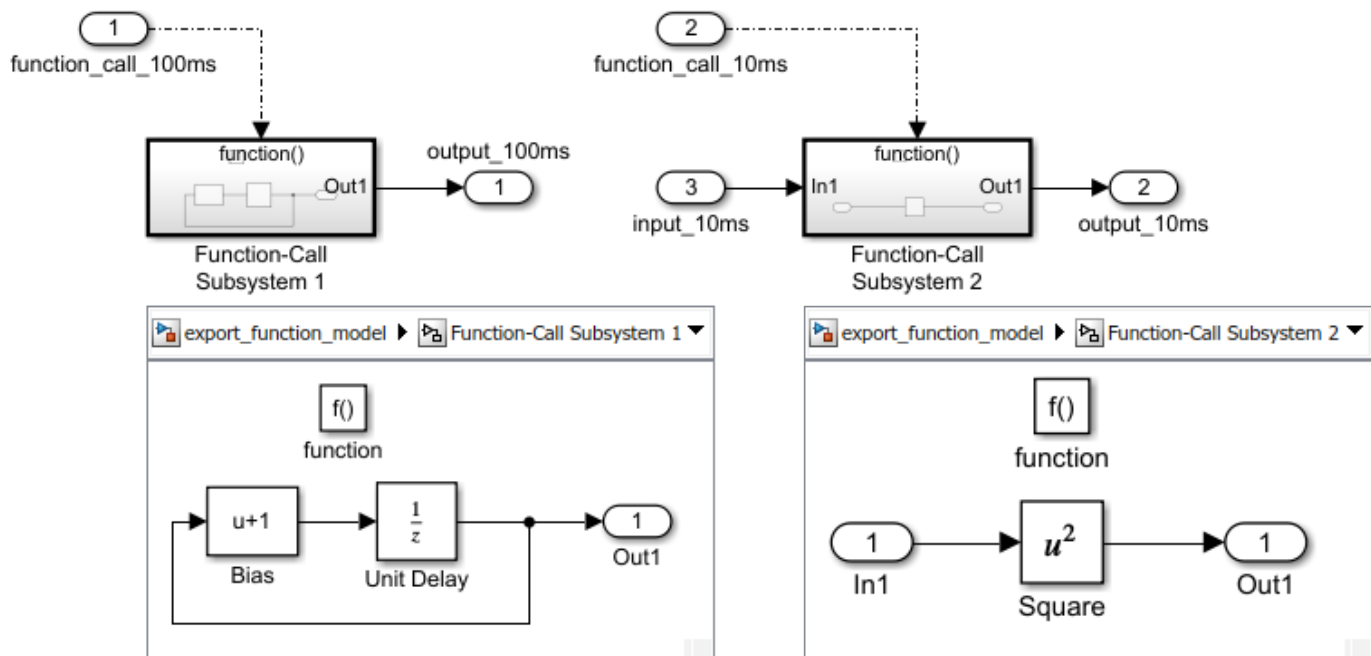 1
function_call_100ms
function()
Out1
Function-Call
Subsystem 1
output_100ms
1
2
function_call_10ms
3
input_10ms
function()
In1
Out1
Function-Call
Subsystem 2
2
output_10ms
export_function_model Function-Call Subsystem 1
f()
function
u+1
Bias
1
z
Unit Delay
1
Out1
export_function_model Function-Call Subsystem 2
f()
function
1
In1
u²
Square
1
Out1